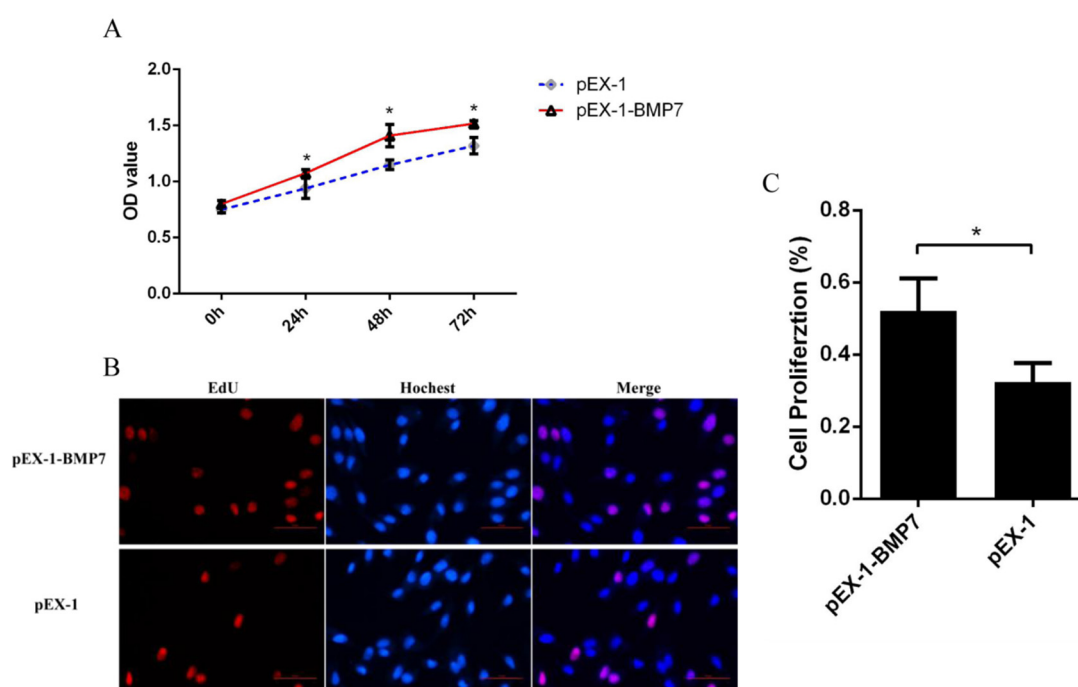 A
OD value
2.0
1.5
1.0
0.5
0.0
* * *
0h 24h 48h 72h
pEX-1
pEX-1-BMP7
B
EdU Hochest Merge
pEX-1-BMP7
pEX-1
C
Cell Proliferztion (%)
0.8
0.6
0.4
0.2
0.0
*
pEX-1-BMP7 pEX-1